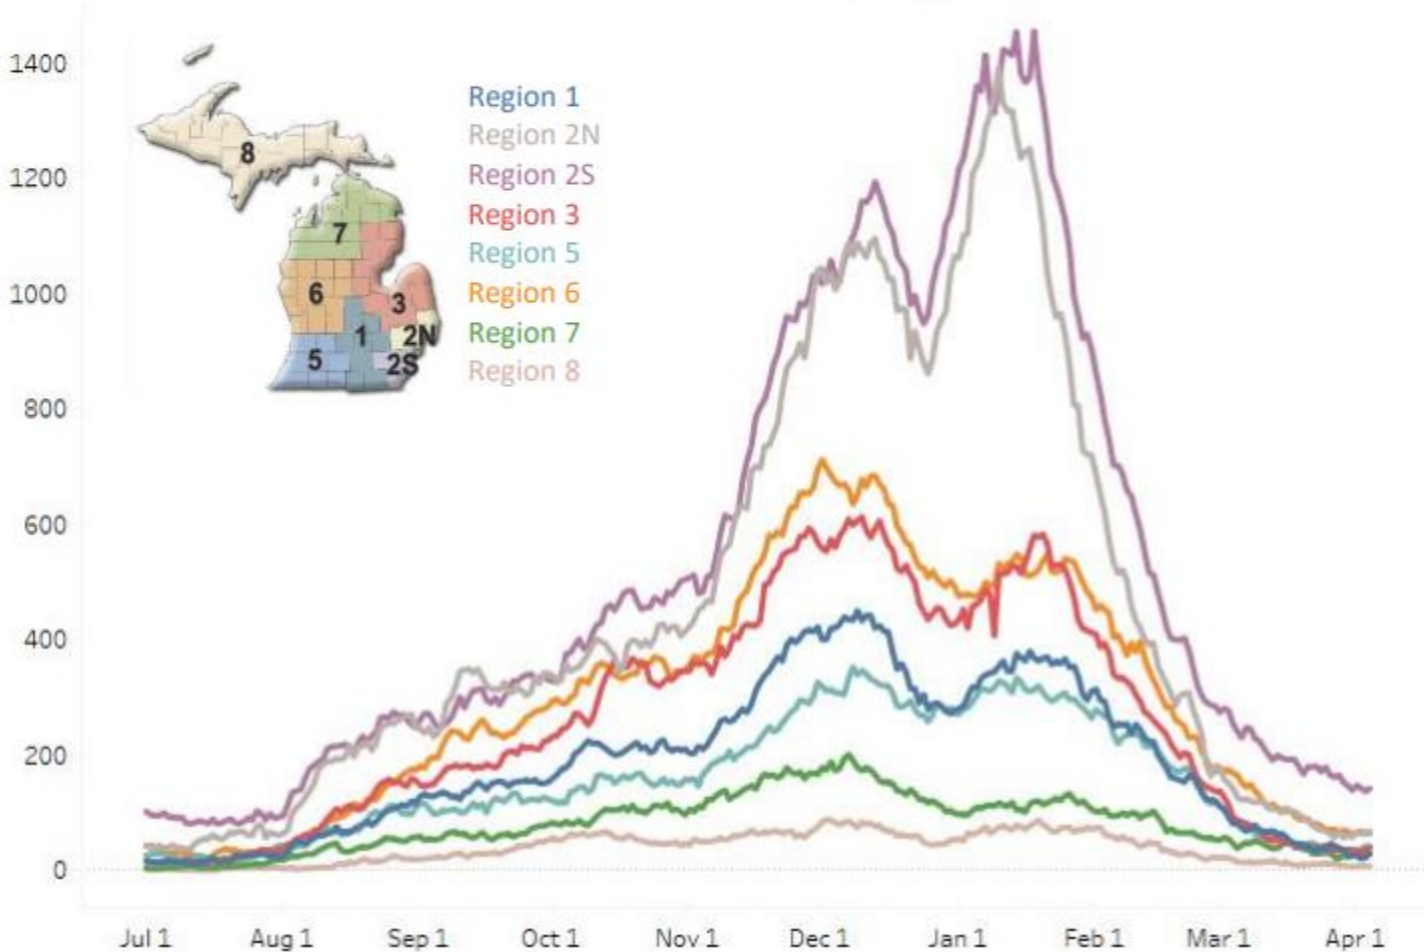 1400
1200
1000
800
600
400
200
0
Region 1
Region 2N
Region 2S
Region 3
Region 5
Region 6
Region 7
Region 8
8
7
6
3
1
2N
5
2S
Jul 1 Aug 1 Sep 1 Oct 1 Nov 1 Dec 1 Jan 1 Feb 1 Mar 1 Apr 1